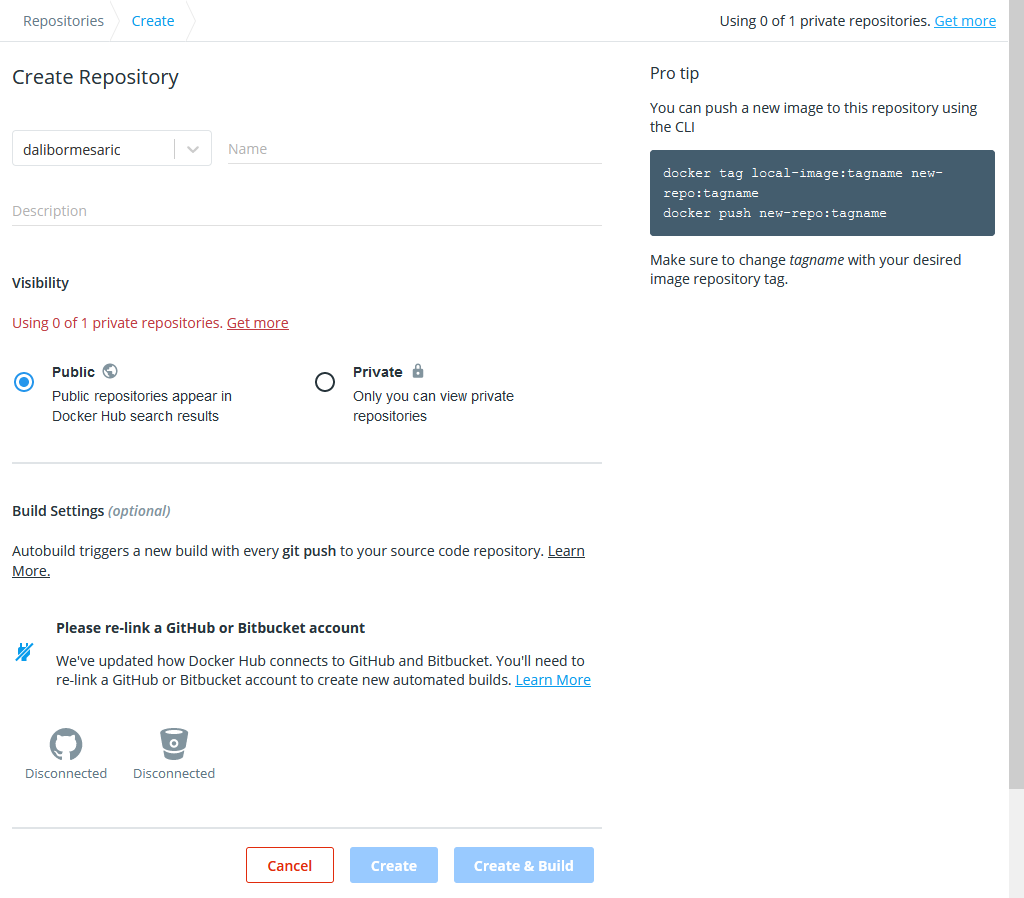 Repositories Create Using 0 of 1 private repositories. Get more
Create Repository
dalibormesaric Name
Description
Visibility
Using 0 of 1 private repositories. Get more
Public
Public repositories appear in
Docker Hub search results
Private
Only you can view private
repositories
Build Settings (optional)
Autobuild triggers a new build with every git push to your source code repository. Learn
More.
Please re-link a GitHub or Bitbucket account
We've updated how Docker Hub connects to GitHub and Bitbucket. You'll need to
re-link a GitHub or Bitbucket account to create new automated builds. Learn More
Disconnected Disconnected
Cancel Create Create & Build
Pro tip
You can push a new image to this repository using
the CLI
docker tag local-image:tagname new-
repo:tagname
docker push new-repo:tagname
Make sure to change tagname with your desired
image repository tag.